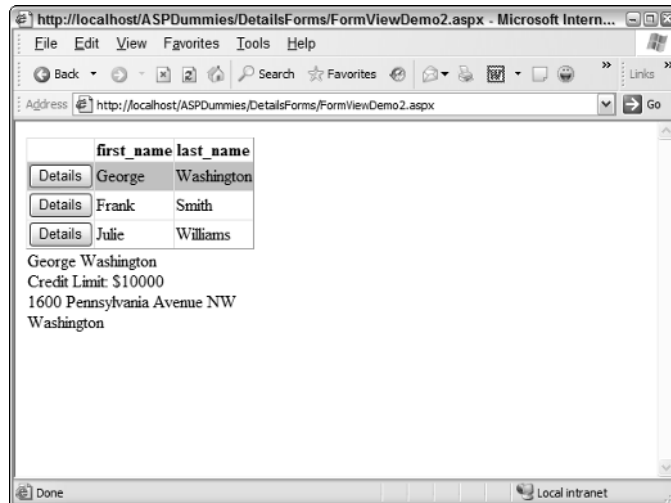 http://localhost/ASPDummies/DetailsForms/FormViewDemo2.aspx - Microsoft Intern...
File Edit View Favorites Tools Help
Back Search Favorites
Links
Address http://localhost/ASPDummies/DetailsForms/FormViewDemo2.aspx Go
first_name last_name
Details George Washington
Details Frank Smith
Details Julie Williams
George Washington
Credit Limit: $10000
1600 Pennsylvania Avenue NW
Washington
Done Local intranet